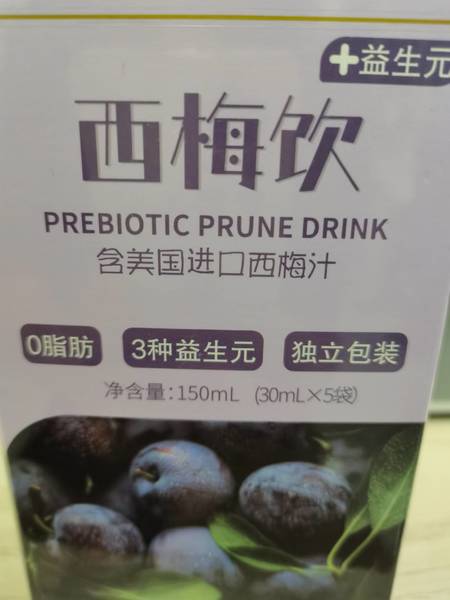 +益生元
西梅饮
PREBIOTIC PRUNE DRINK
含美国进口西梅汁
0脂肪 3种益生元 独立包装
净含量:150mL (30mL×5袋)